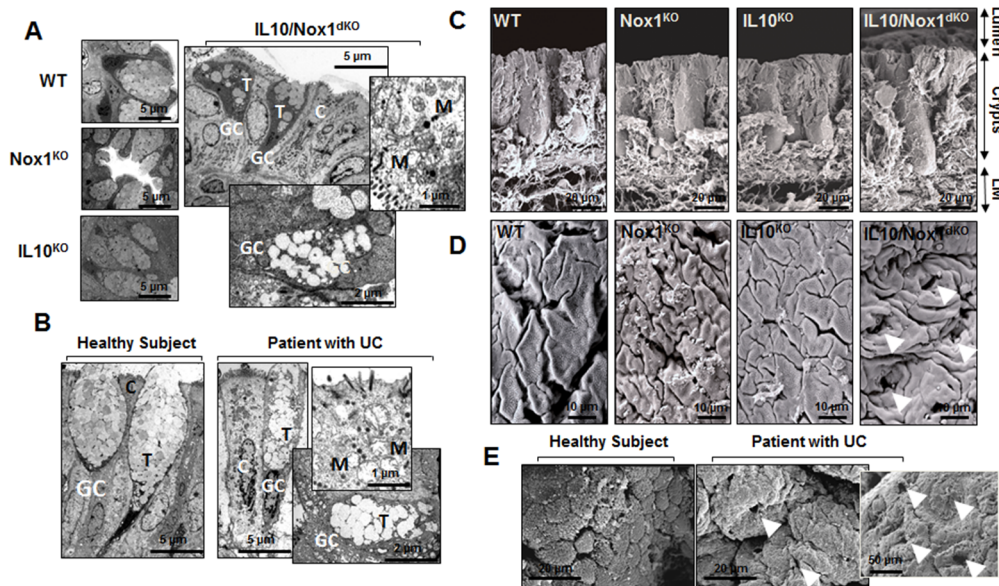 A
IL10/Nox1dKO
WT
5 µm
Nox1KO
5 µm
IL10KO
5 µm
5 µm
T
T
C
GC
GC
M
M
1 µm
GC
2 µm
B
Healthy Subject
Patient with UC
C
T
GC
5 µm
T
C
GC
5 µm
M
M
1 µm
T
GC
2 µm
C
WT
Nox1KO
IL10KO
IL10/Nox1dKO
20 µm
20 µm
20 µm
20 µm
Lumen
Crypts
LM
D
WT
Nox1KO
IL10KO
IL10/Nox1dKO
10 µm
10 µm
10 µm
10 µm
E
Healthy Subject
Patient with UC
20 µm
20 µm
50 µm